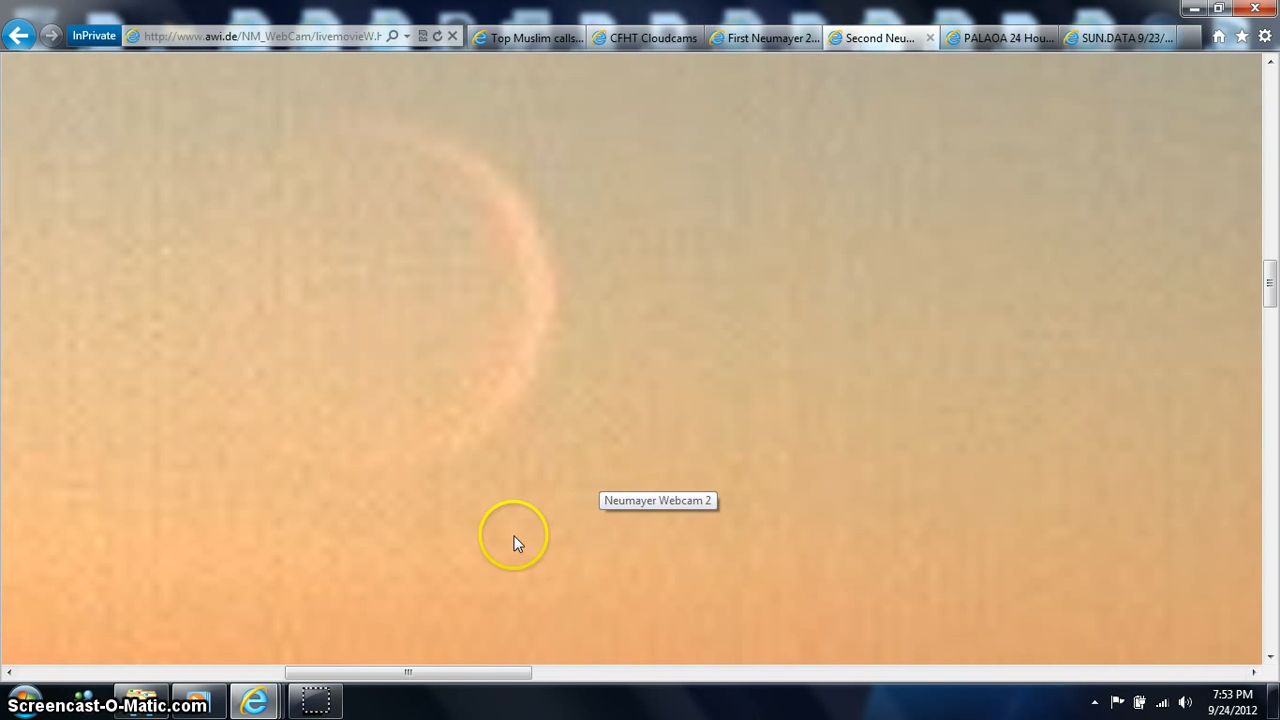 InPrivate
http://www.awi.de/NM_WebCam/livemovieW.h
Top Muslim calls...
CFHT Cloudcams
First Neumayer 2...
Second Neu...
PALAOA 24 Hou...
SUN.DATA 9/23/...
Neumayer Webcam 2
Screencast-O-Matic.com
7:53 PM
9/24/2012